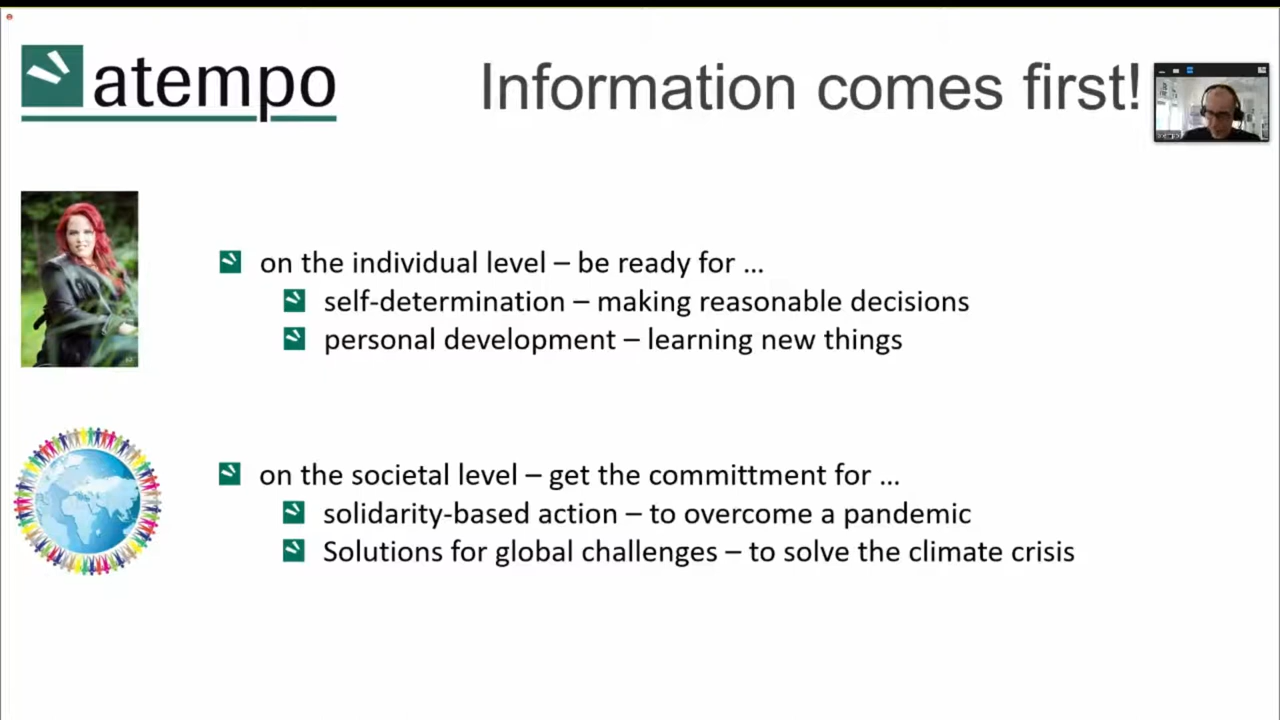 atempo
Information comes first!
on the individual level – be ready for ...
self-determination – making reasonable decisions
personal development – learning new things
on the societal level – get the committment for ...
solidarity-based action – to overcome a pandemic
Solutions for global challenges – to solve the climate crisis